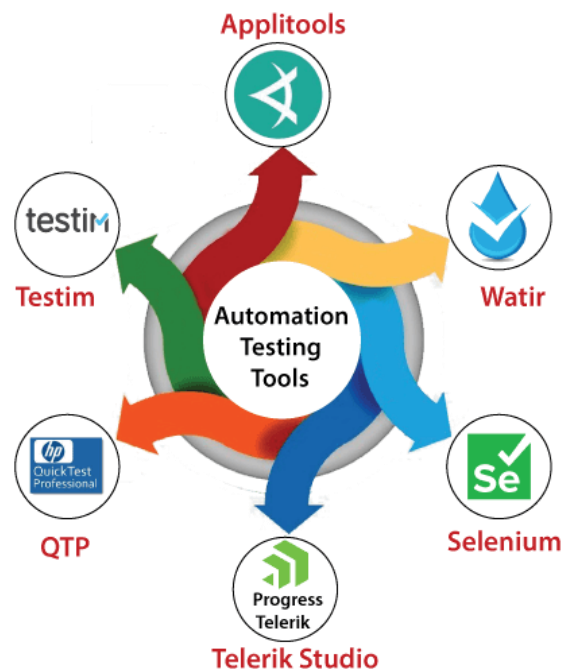 Applitools
testim
Testim
Watir
Automation
Testing
Tools
hp
QuickTest
Professional
QTP
Se
Selenium
Progress
Telerik
Telerik Studio